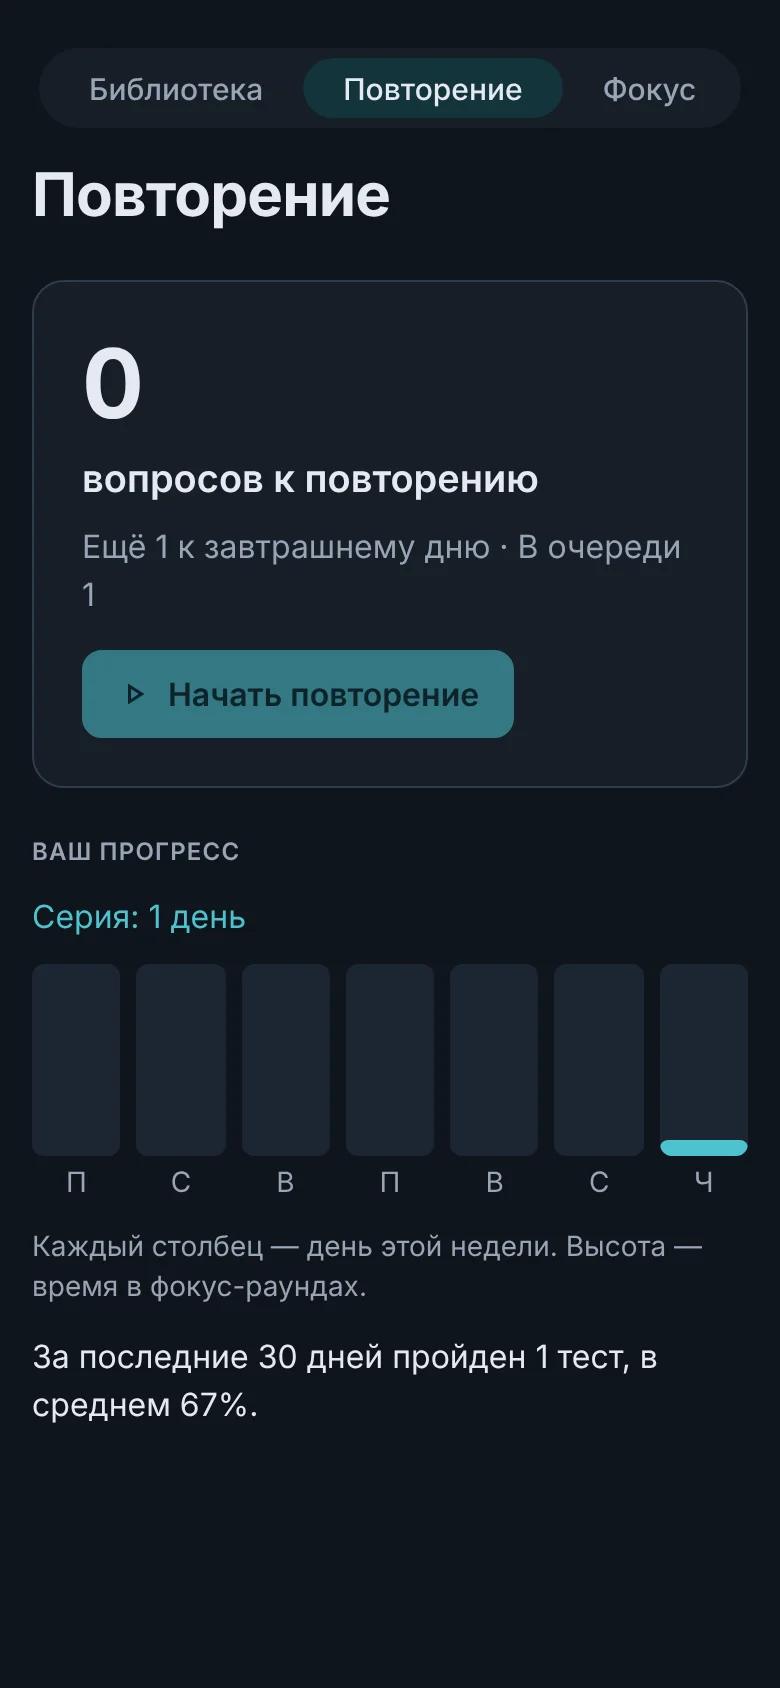 Библиотека Повторение Фокус
Повторение
0
вопросов к повторению
Ещё 1 к завтрашнему дню · В очереди
1
Начать повторение
ВАШ ПРОГРЕСС
Серия: 1 день
П С В П В С Ч
Каждый столбец — день этой недели. Высота —
время в фокус-раундах.
За последние 30 дней пройден 1 тест, в
среднем 67%.